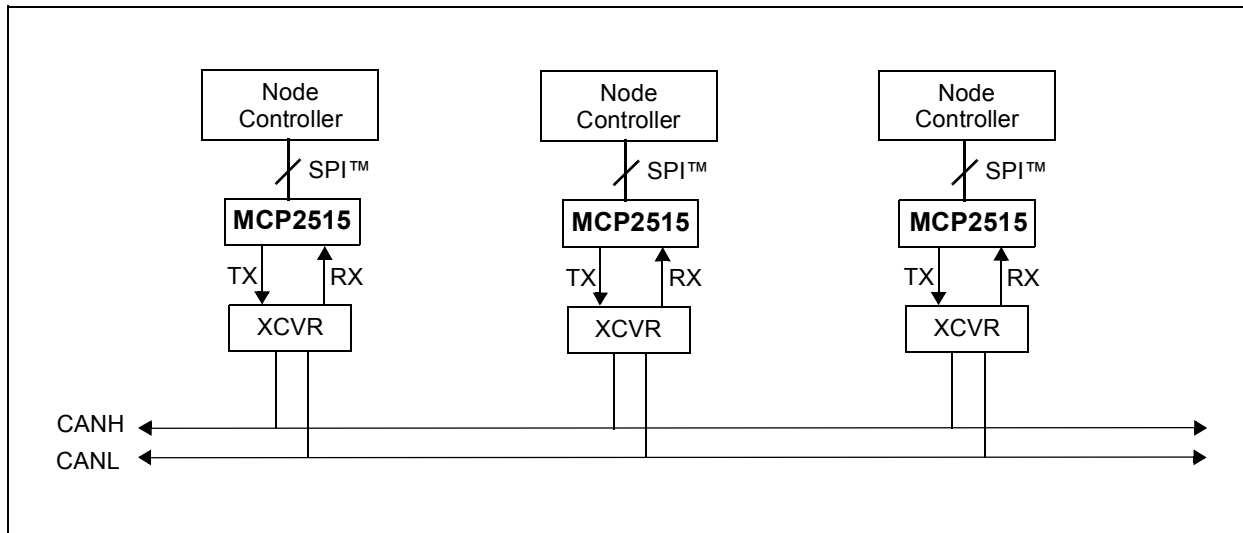 Node
Controller
Node
Controller
Node
Controller
SPI™
SPI™
SPI™
MCP2515
MCP2515
MCP2515
TX
RX
TX
RX
TX
RX
XCVR
XCVR
XCVR
CANH
CANL